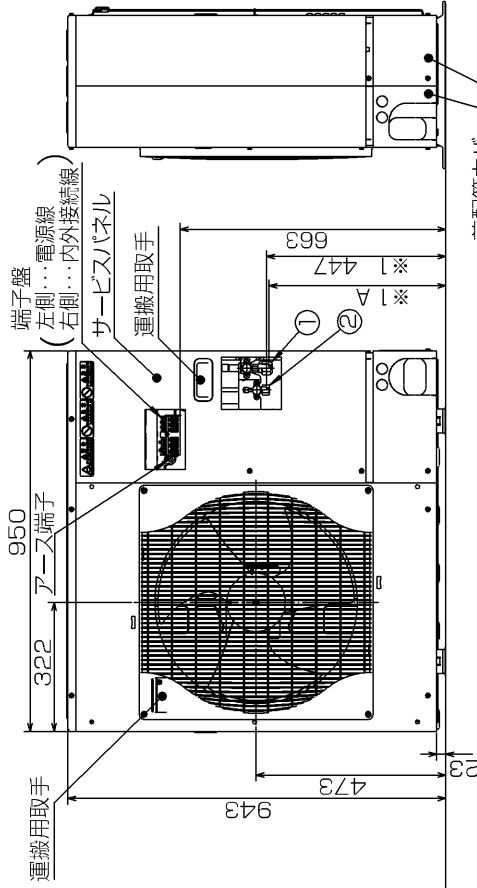 端子盤
左側・・・電源線
右側・・・内外接続線
サービスパネル
運搬用取手
950
322
アース端子
運搬用取手
943
473
23
663
※1 447
※1 A
①
②